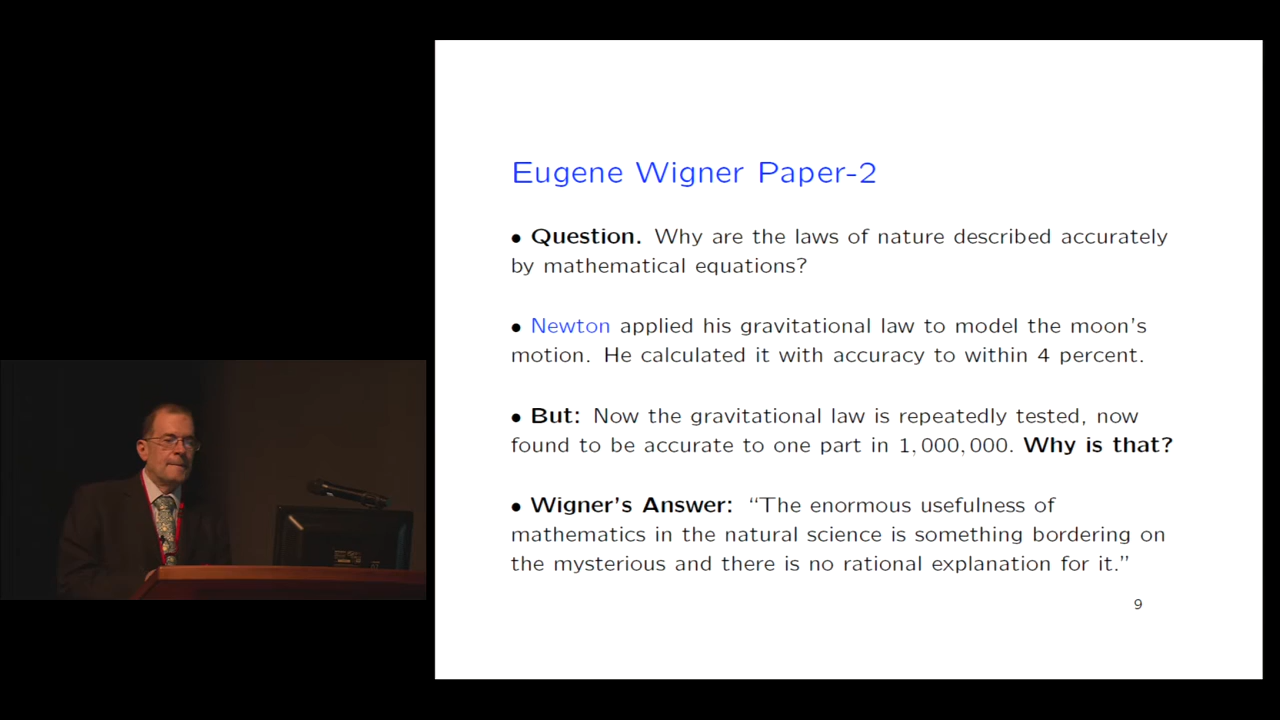 Eugene Wigner Paper-2
• Question. Why are the laws of nature described accurately
by mathematical equations?
• Newton applied his gravitational law to model the moon's
motion. He calculated it with accuracy to within 4 percent.
• But: Now the gravitational law is repeatedly tested, now
found to be accurate to one part in 1,000,000. Why is that?
• Wigner's Answer: “The enormous usefulness of
mathematics in the natural science is something bordering on
the mysterious and there is no rational explanation for it.”
9